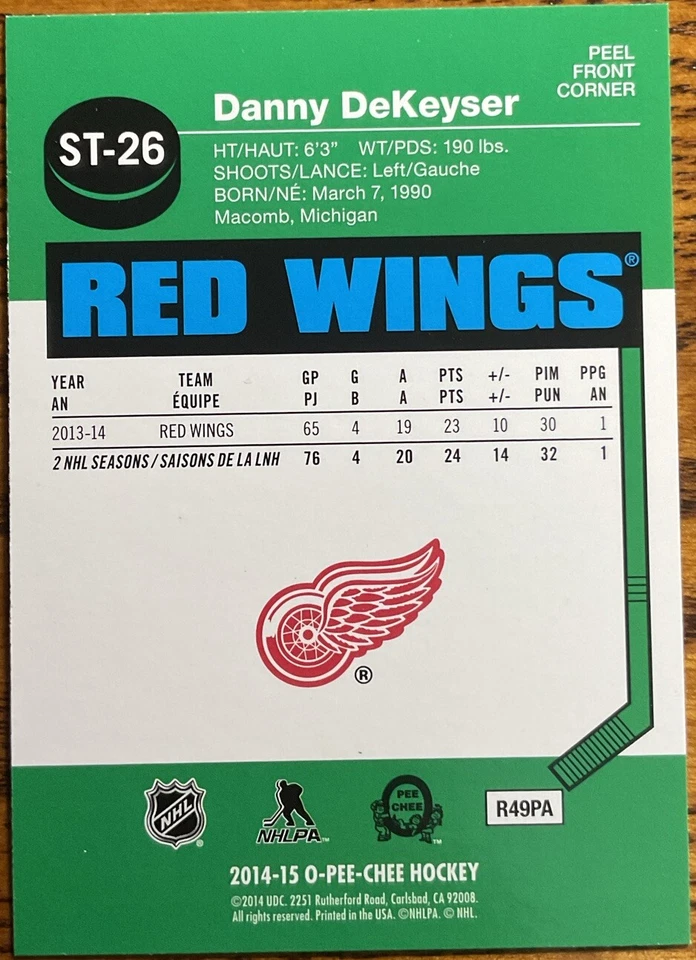 PEEL
FRONT
CORNER
Danny DeKeyser
ST-26
HT/HAUT: 6'3" WT/PDS: 190 lbs.
SHOOTS/LANCE: Left/Gauche
BORN/NÉ: March 7, 1990
Macomb, Michigan
RED WINGS®
YEAR TEAM GP G A PTS +/- PIM PPG
AN ÉQUIPE PJ B A PTS +/- PUN AN
2013-14 RED WINGS 65 4 19 23 10 30 1
2 NHL SEASONS / SAISONS DE LA LNH 76 4 20 24 14 32 1
®
NHL ®
NHLPA™
O PEE CHEE ™
R49PA
2014-15 O-PEE-CHEE HOCKEY
©2014 UDC. 2251 Rutherford Road, Carlsbad, CA 92008.
All rights reserved. Printed in the USA. ©NHLPA. © NHL.